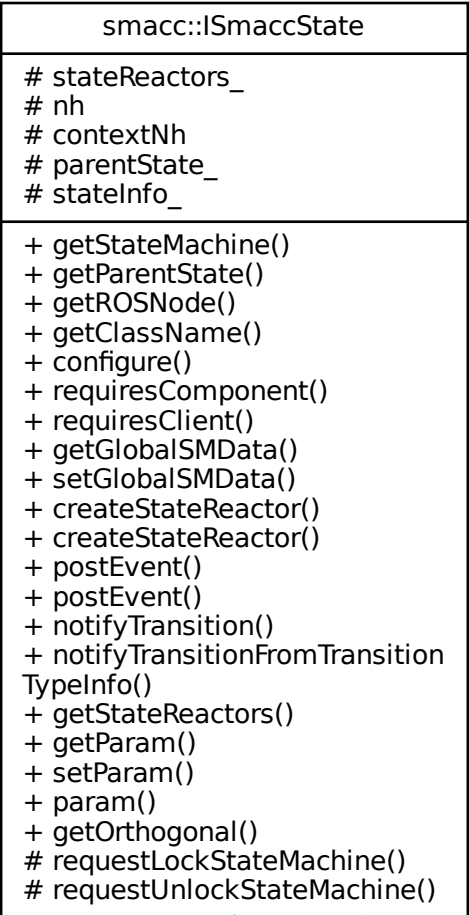 smacc::ISmaccState
# stateReactors_
# nh
# contextNh
# parentState_
# stateInfo_
+ getStateMachine()
+ getParentState()
+ getROSNode()
+ getClassName()
+ configure()
+ requiresComponent()
+ requiresClient()
+ getGlobalSMData()
+ setGlobalSMData()
+ createStateReactor()
+ createStateReactor()
+ postEvent()
+ postEvent()
+ notifyTransition()
+ notifyTransitionFromTransition
TypeInfo()
+ getStateReactors()
+ getParam()
+ setParam()
+ param()
+ getOrthogonal()
# requestLockStateMachine()
# requestUnlockStateMachine()